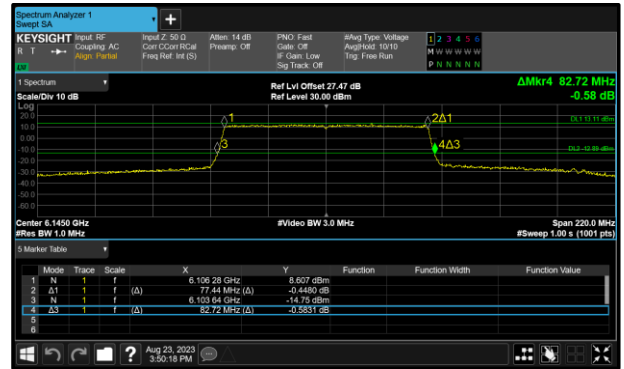 Spectrum Analyzer 1
Swept SA
KEYSIGHT Input: RF Input Z: 50 Ω Atten: 14 dB PNO: Fast #Avg Type: Voltage 1 2 3 4 5 6
R T Coupling: AC Corr CCorr RCal Preamp: Off Gate: Off Avg|Hold: 10/10 M W W W W W
Align: Partial Freq Ref: Int (S) IF Gain: Low Trig: Free Run
LXI Sig Track: Off P N N N N N
1 Spectrum Ref Lvl Offset 27.47 dB ΔMkr4 82.72 MHz
Scale/Div 10 dB Ref Level 30.00 dBm -0.58 dB
Log
20.0
10.0
0.00
-10.0
-20.0
-30.0
-40.0
-50.0
-60.0
1
2Δ1
DL1 13.11 dBm
3
4Δ3
DL2 -12.89 dBm
Center 6.1450 GHz #Video BW 3.0 MHz Span 220.0 MHz
#Res BW 1.0 MHz #Sweep 1.00 s (1001 pts)
5 Marker Table
Mode Trace Scale X Y Function Function Width Function Value
1 N 1 f 6.106 28 GHz 8.607 dBm
2 Δ1 1 f (Δ) 77.44 MHz (Δ) -0.4480 dB
3 N 1 f 6.103 64 GHz -14.75 dBm
4 Δ3 1 f (Δ) 82.72 MHz (Δ) -0.5831 dB
5
6
? Aug 23, 2023
3:50:18 PM